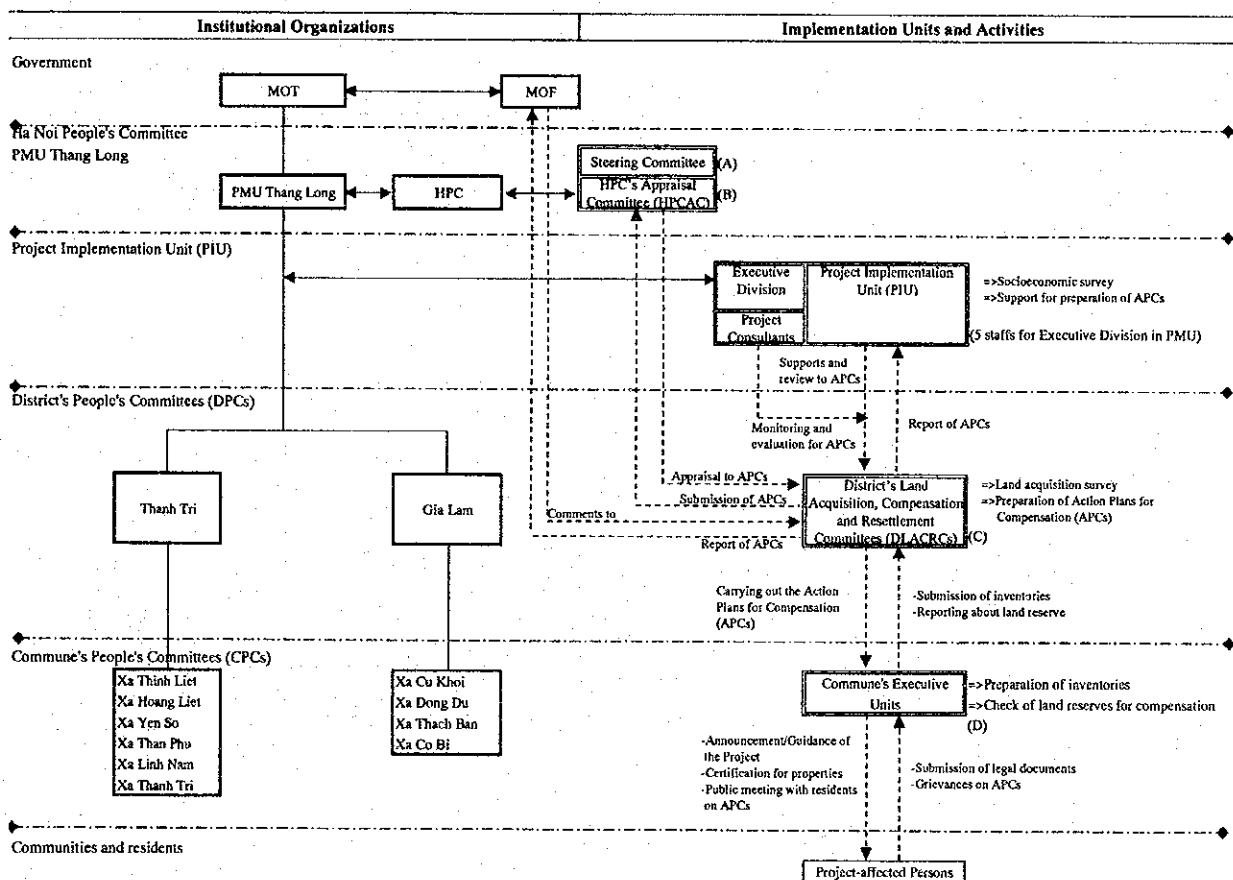 Institutional Organizations
Implementation Units and Activities
Government
MOT
MOF
Ha Noi People's Committee
PMU Thang Long
Steering Committee
(A)
PMU Thang Long
HPC
HPC's Appraisal
Committee (HPCAC)
(B)
Project Implementation Unit (PIU)
Executive
Division
Project Implementation
Unit (PIU)
=>Socioeconomic survey
=>Support for preparation of APCs
Project
Consultants
(5 staffs for Executive Division in PMU)
Supports and
review to APCs
District's People's Committees (DPCs)
Monitoring and
evaluation for APCs
Report of APCs
Thanh Tri
Gia Lam
Appraisal to APCs
Submission of APCs
Comments to
Report of APCs
District's Land
Acquisition, Compensation
and Resettlement
Committees (DLACRCs)
(C)
=>Land acquisition survey
=>Preparation of Action Plans for
Compensation (APCs)
Carrying out the Action
Plans for Compensation
(APCs)
-Submission of inventories
-Reporting about land reserve
Commune's People's Committees (CPCs)
Xa Thinh Liet
Xa Hoang Liet
Xa Yen So
Xa Than Phu
Xa Linh Nam
Xa Thanh Tri
Xa Cu Khoi
Xa Dong Du
Xa Thach Ban
Xa Co Bi
Commune's Executive
Units
=>Preparation of inventories
=>Check of land reserves for compensation
(D)
-Announcement/Guidance of
the Project
-Certification for properties
-Public meeting with residents
on APCs
-Submission of legal documents
-Grievances on APCs
Communities and residents
Project-affected Persons